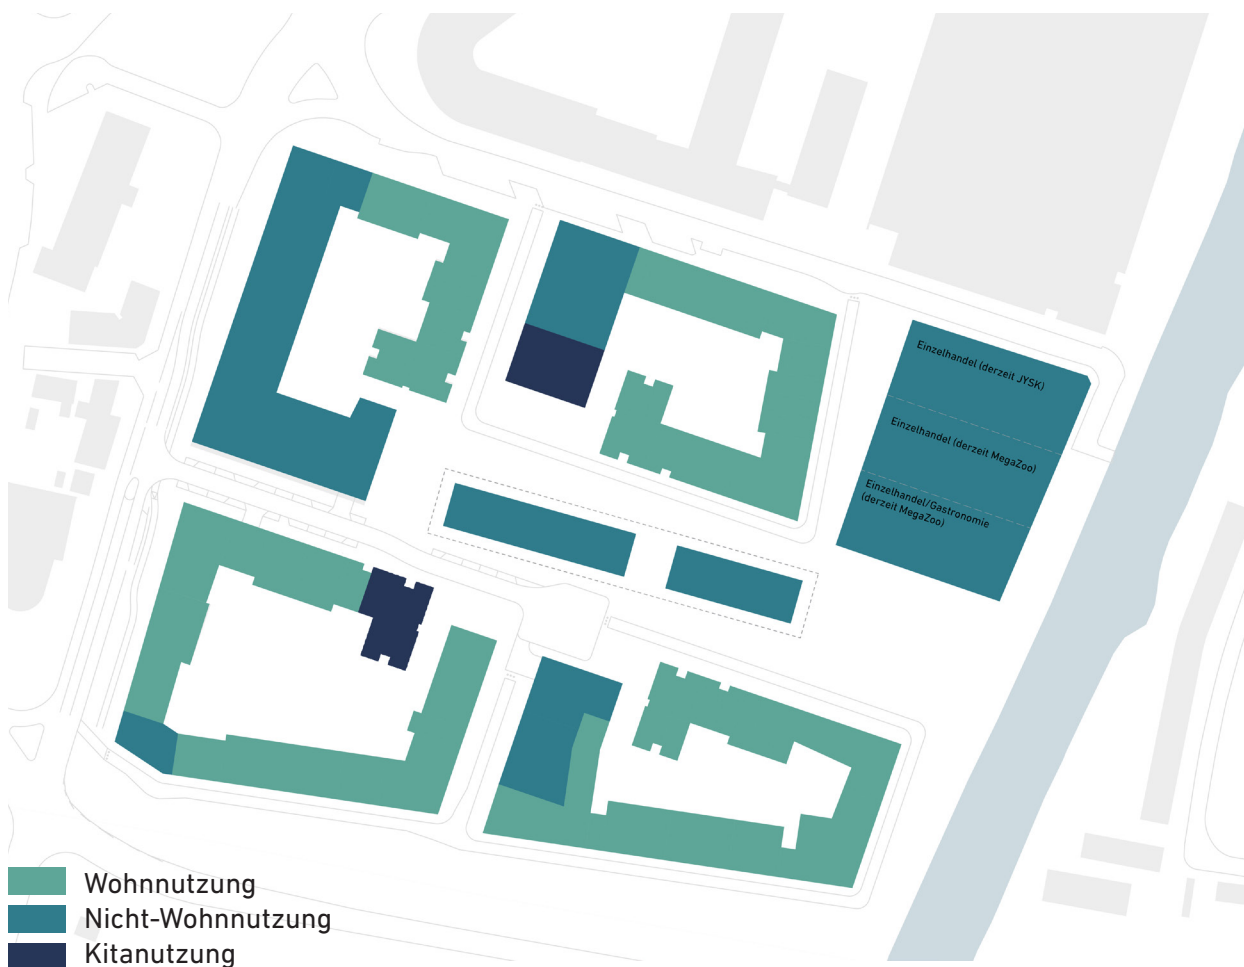 Einzelhandel (derzeit JYSK)
Einzelhandel (derzeit MegaZoo)
Einzelhandel/Gastronomie
(derzeit MegaZoo)
Wohnnutzung
Nicht-Wohnnutzung
Kitanutzung